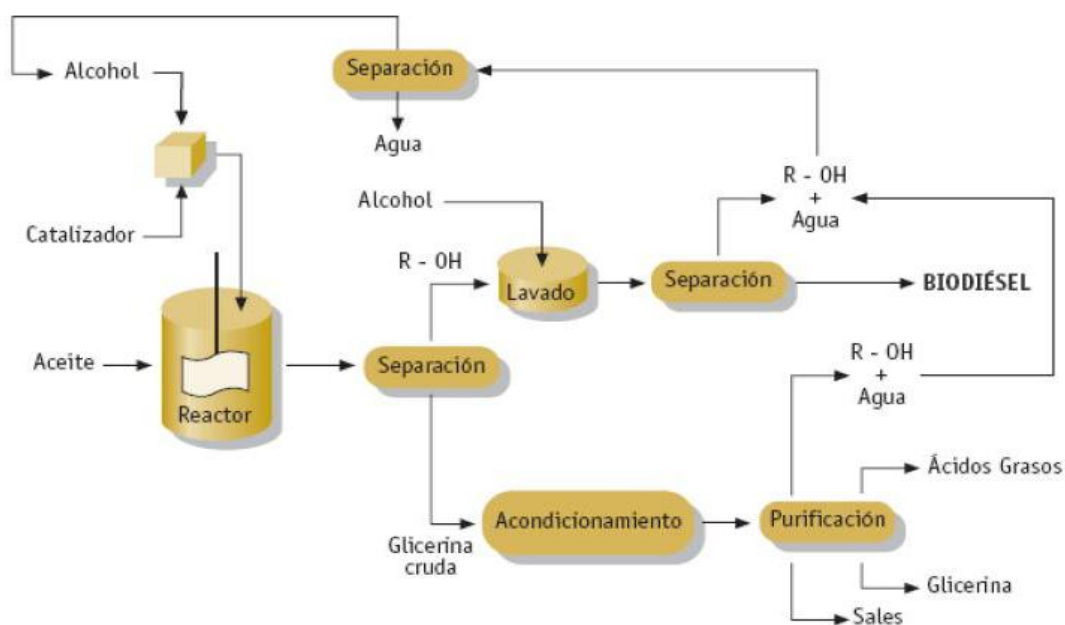 Alcohol
Separación
Agua
R - OH
+
Agua
Alcohol
Catalizador
R - OH
Lavado
Separación
BIODIÉSEL
Aceite
Reactor
Separación
R - OH
+
Agua
Ácidos Grasos
Glicerina
cruda
Acondicionamiento
Purificación
Glicerina
Sales